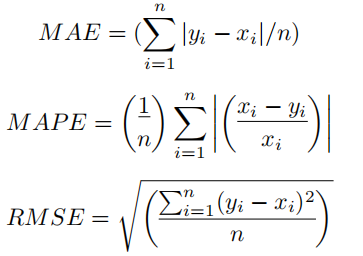 MAE = (∑_{i=1}^{n} |y_i − x_i|/n)
MAPE = (1/n) ∑_{i=1}^{n} |((x_i − y_i)/x_i)|
RMSE = √((∑_{i=1}^{n}(y_i − x_i)^2/n))